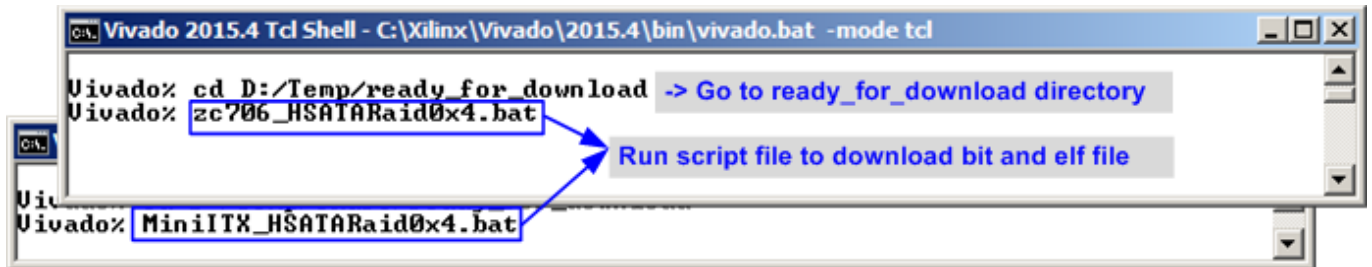 Vivado 2015.4 Tcl Shell - C:\Xilinx\Vivado\2015.4\bin\vivado.bat -mode tcl
Vivado% cd D:/Temp/ready_for_download -> Go to ready_for_download directory
Vivado% zc706_HSATARaid0x4.bat
Run script file to download bit and elf file
Vivado% MiniITX_HSATARaid0x4.bat